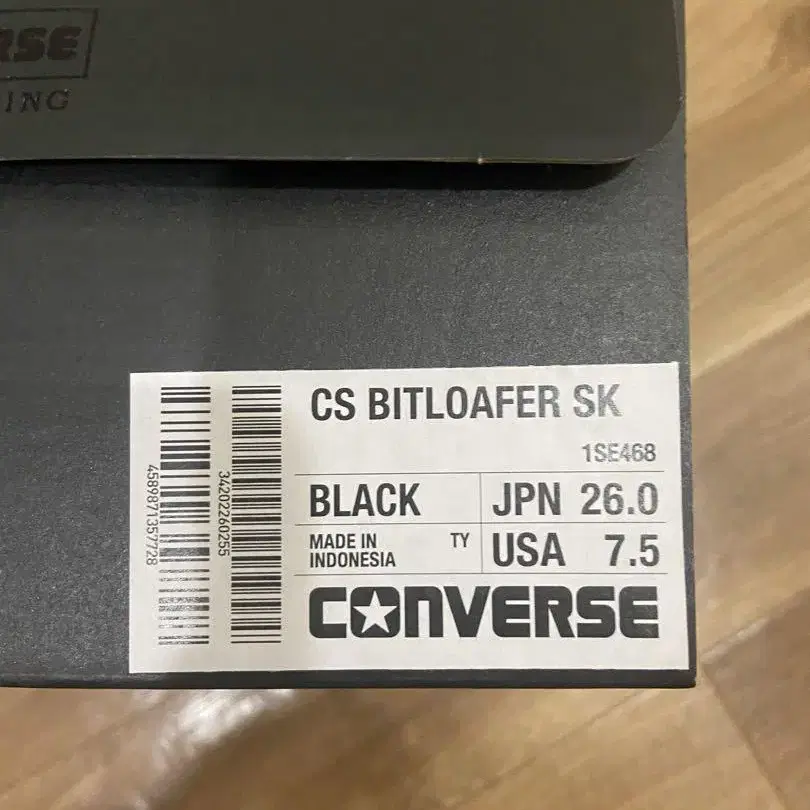 RSE
ING
CS BITLOAFER SK
1SE468
BLACK
JPN 26.0
MADE IN
INDONESIA
TY
USA 7.5
CONVERSE
4589871357728
34202260255